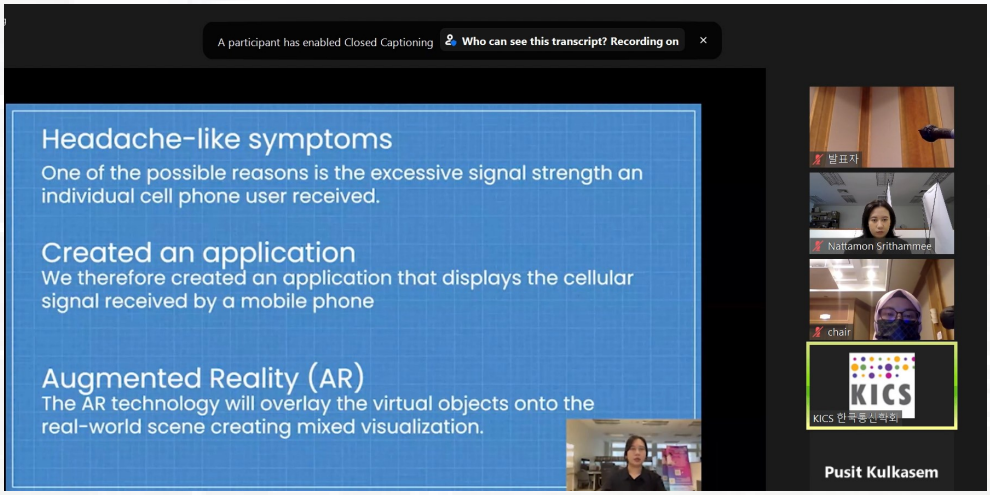 A participant has enabled Closed Captioning Who can see this transcript? Recording on ×
Headache-like symptoms
One of the possible reasons is the excessive signal strength an
individual cell phone user received.
Created an application
We therefore created an application that displays the cellular
signal received by a mobile phone
Augmented Reality (AR)
The AR technology will overlay the virtual objects onto the
real-world scene creating mixed visualization.
발표자
Nattamon Srithammee
chair
KICS
KICS 한국통신학회
Pusit Kulkasem